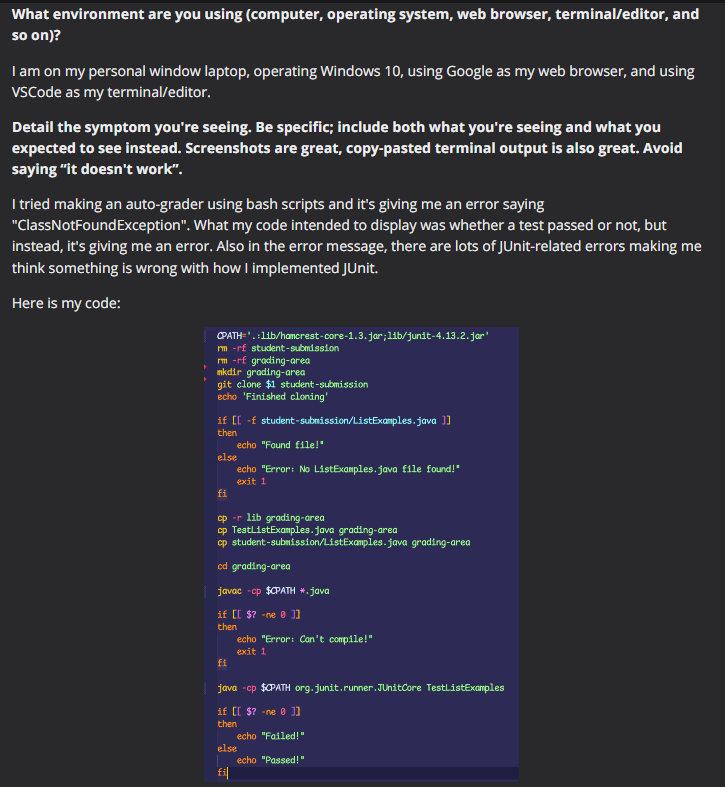 What environment are you using (computer, operating system, web browser, terminal/editor, and
so on)?
I am on my personal window laptop, operating Windows 10, using Google as my web browser, and using
VSCode as my terminal/editor.
Detail the symptom you're seeing. Be specific; include both what you're seeing and what you
expected to see instead. Screenshots are great, copy-pasted terminal output is also great. Avoid
saying “it doesn't work”.
I tried making an auto-grader using bash scripts and it's giving me an error saying
"ClassNotFoundException". What my code intended to display was whether a test passed or not, but
instead, it's giving me an error. Also in the error message, there are lots of JUnit-related errors making me
think something is wrong with how I implemented JUnit.
Here is my code:
CPATH='.:lib/hamcrest-core-1.3.jar;lib/junit-4.13.2.jar'
rm -rf student-submission
rm -rf grading-area
mkdir grading-area
git clone $1 student-submission
echo 'Finished cloning'
if [[ -f student-submission/ListExamples.java ]]
then
echo "Found file!"
else
echo "Error: No ListExamples.java file found!"
exit 1
fi
cp -r lib grading-area
cp TestListExamples.java grading-area
cp student-submission/ListExamples.java grading-area
cd grading-area
javac -cp $CPATH *.java
if [[ $? -ne 0 ]]
then
echo "Error: Can't compile!"
exit 1
fi
java -cp $CPATH org.junit.runner.JUnitCore TestListExamples
if [[ $? -ne 0 ]]
then
echo "Failed!"
else
echo "Passed!"
fi